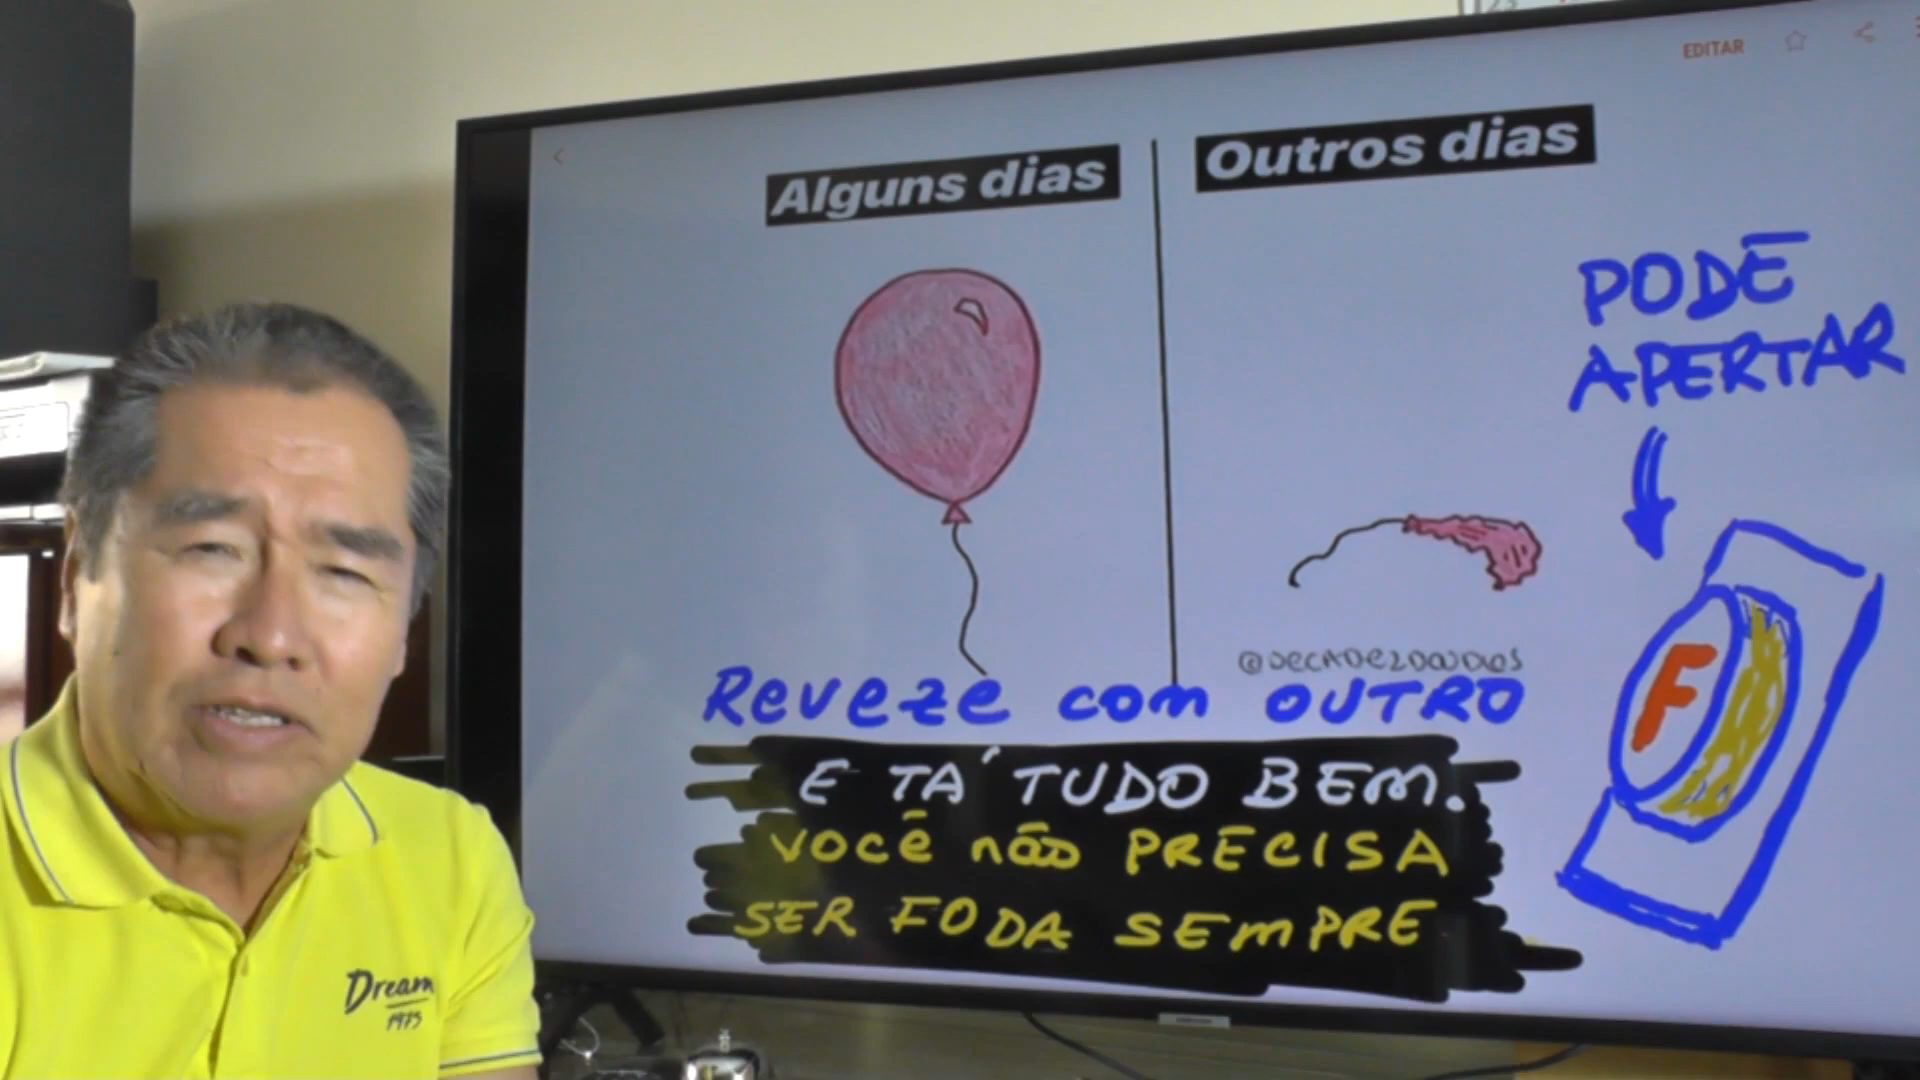 EDITAR
Alguns dias
Outros dias
PODE
APERTAR
F
Reveze com OUTRO
E TÁ TUDO BEM.
VOCÊ não PRECISA
SER FODA SEMPRE
Dream
1975